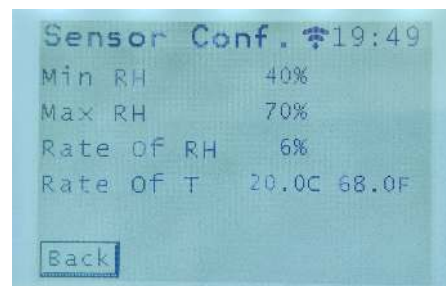 Sensor Conf. 19:49
Min RH 40%
Max RH 70%
Rate Of RH 6%
Rate Of T 20.0C 68.0F
Back